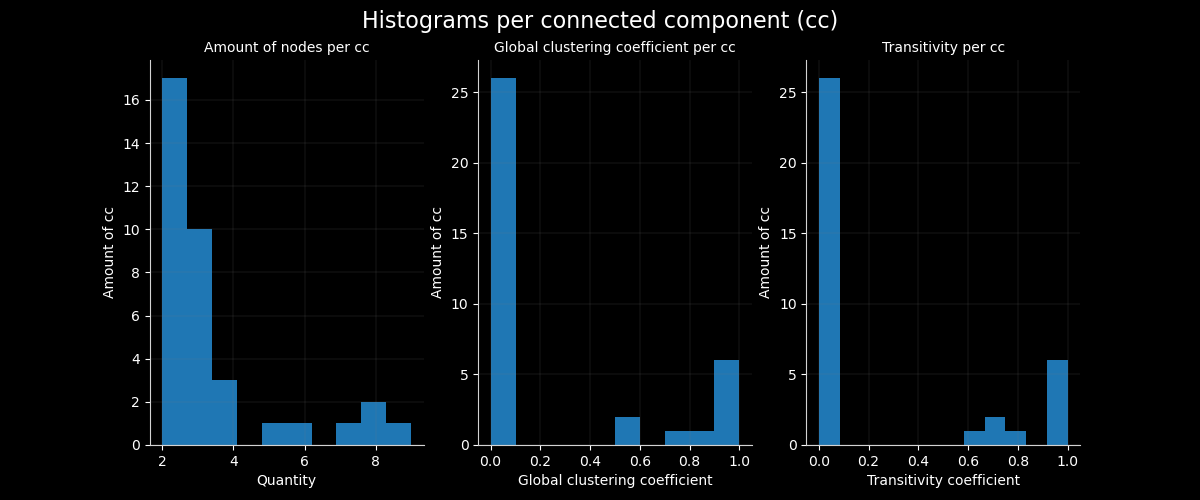 Histograms per connected component (cc)
Amount of nodes per cc
Global clustering coefficient per cc
Transitivity per cc
Amount of cc
16
14
12
10
8
6
4
2
0
2 4 6 8
Quantity
Amount of cc
25
20
15
10
5
0
0.0 0.2 0.4 0.6 0.8 1.0
Global clustering coefficient
Amount of cc
25
20
15
10
5
0
0.0 0.2 0.4 0.6 0.8 1.0
Transitivity coefficient